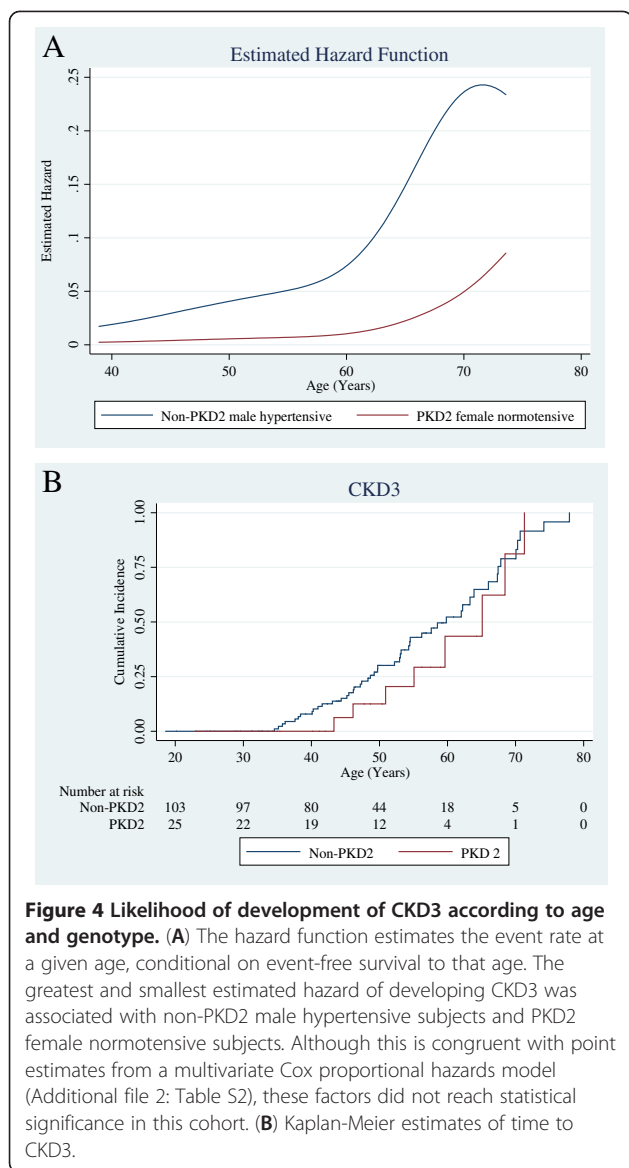 A
Estimated Hazard Function
Estimated Hazard
.25
.2
.15
.1
.05
0
40 50 60 70 80
Age (Years)
Non-PKD2 male hypertensive PKD2 female normotensive
B
CKD3
Cumulative Incidence
1.00
0.75
0.50
0.25
0.00
20 30 40 50 60 70 80
Age (Years)
Number at risk
Non-PKD2 103 97 80 44 18 5 0
PKD2 25 22 19 12 4 1 0
Non-PKD2 PKD 2
Figure 4 Likelihood of development of CKD3 according to age
and genotype. (A) The hazard function estimates the event rate at
a given age, conditional on event-free survival to that age. The
greatest and smallest estimated hazard of developing CKD3 was
associated with non-PKD2 male hypertensive subjects and PKD2
female normotensive subjects. Although this is congruent with point
estimates from a multivariate Cox proportional hazards model
(Additional file 2: Table S2), these factors did not reach statistical
significance in this cohort. (B) Kaplan-Meier estimates of time to
CKD3.